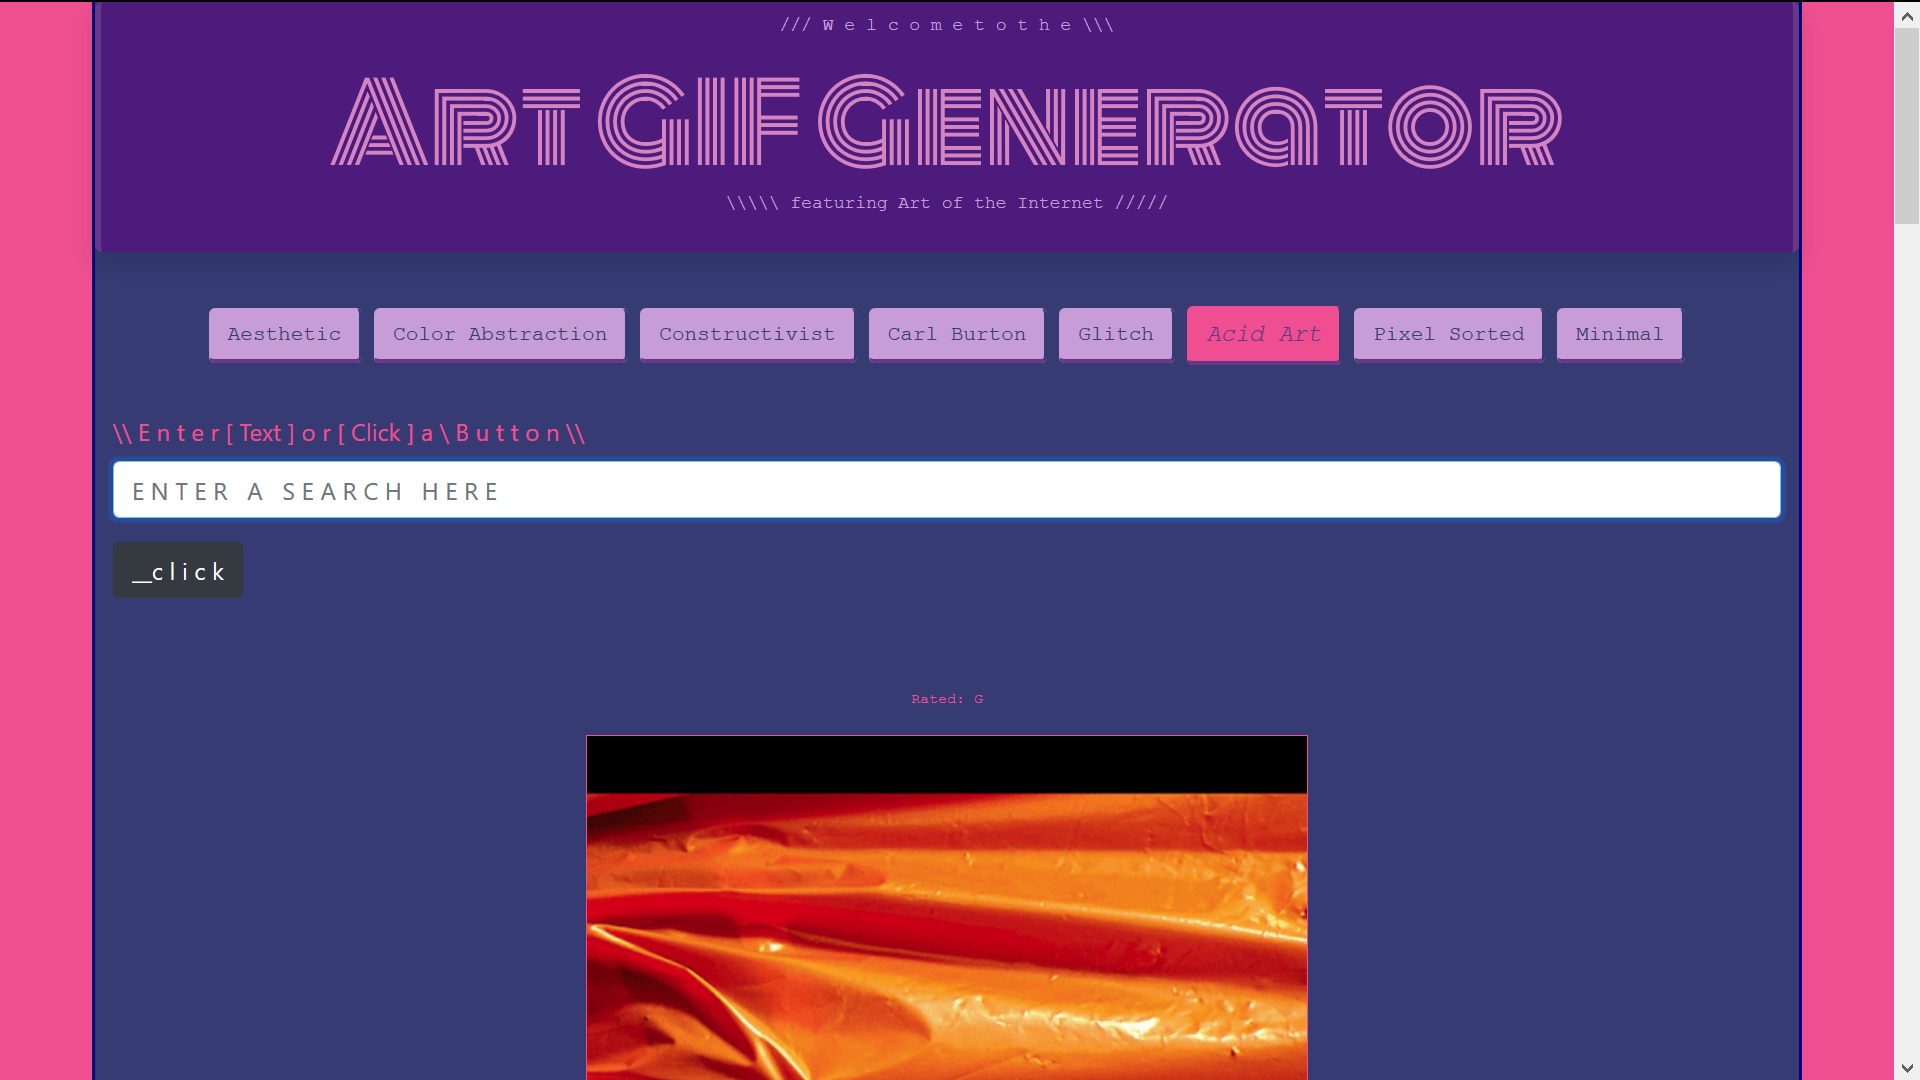 /// W e l c o m e t o t h e \\\
Art GIF Generator
\\\\\ featuring Art of the Internet /////
Aesthetic
Color Abstraction
Constructivist
Carl Burton
Glitch
Acid Art
Pixel Sorted
Minimal
\\ E n t e r [ Text ] o r [ Click ] a \ B u t t o n \\
ENTER A SEARCH HERE
__c l i c k
Rated: G